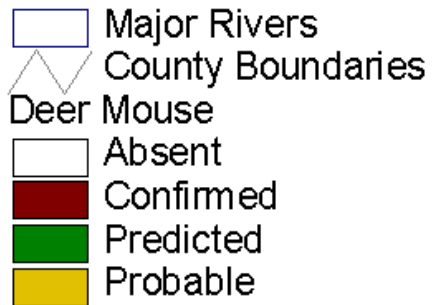 Major Rivers
County Boundaries
Deer Mouse
Absent
Confirmed
Predicted
Probable